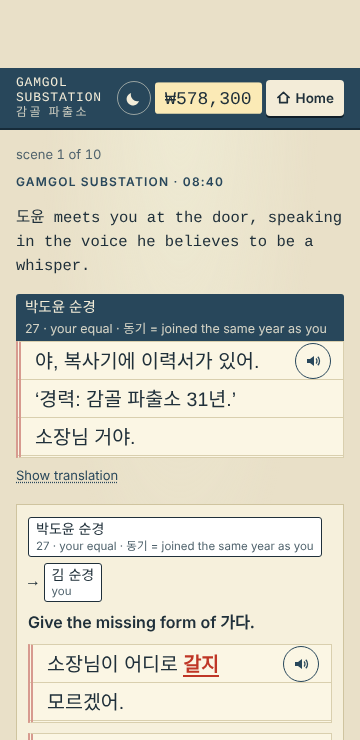 GAMGOL
SUBSTATION
감골 파출소
₩578,300
Home
scene 1 of 10
GAMGOL SUBSTATION · 08:40
도윤 meets you at the door, speaking
in the voice he believes to be a
whisper.
박도윤 순경
27 · your equal · 동기 = joined the same year as you
야, 복사기에 이력서가 있어.
‘경력: 감골 파출소 31년.’
소장님 거야.
Show translation
박도윤 순경
27 · your equal · 동기 = joined the same year as you
→
김 순경
you
Give the missing form of 가다.
소장님이 어디로 갈지
모르겠어.